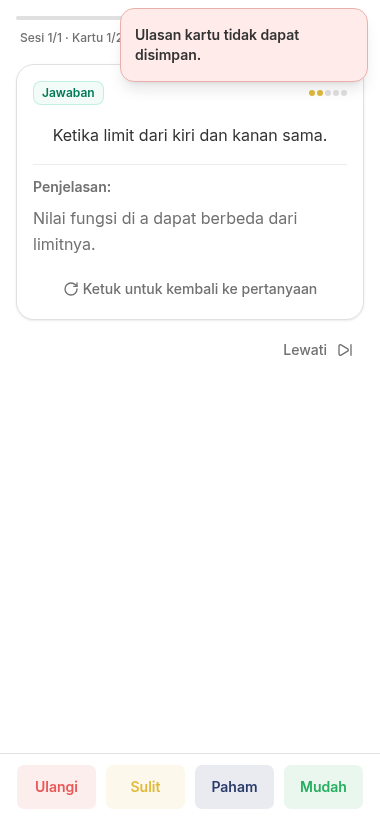 Ulasan kartu tidak dapat
disimpan.
Sesi 1/1 · Kartu 1/2
Jawaban
Ketika limit dari kiri dan kanan sama.
Penjelasan:
Nilai fungsi di a dapat berbeda dari
limitnya.
Ketuk untuk kembali ke pertanyaan
Lewati
Ulangi
Sulit
Paham
Mudah